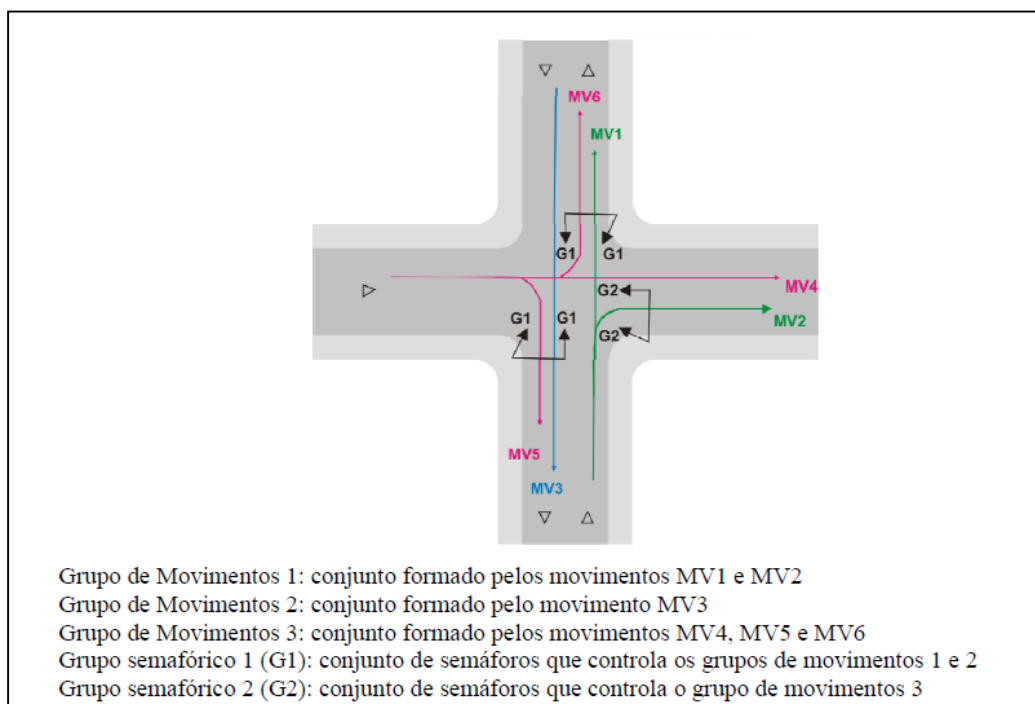 MV6
MV1
G1 G1
G2
MV4
G1 G1
MV2
G2
MV5
MV3
Grupo de Movimentos 1: conjunto formado pelos movimentos MV1 e MV2
Grupo de Movimentos 2: conjunto formado pelo movimento MV3
Grupo de Movimentos 3: conjunto formado pelos movimentos MV4, MV5 e MV6
Grupo semafórico 1 (G1): conjunto de semáforos que controla os grupos de movimentos 1 e 2
Grupo semafórico 2 (G2): conjunto de semáforos que controla o grupo de movimentos 3